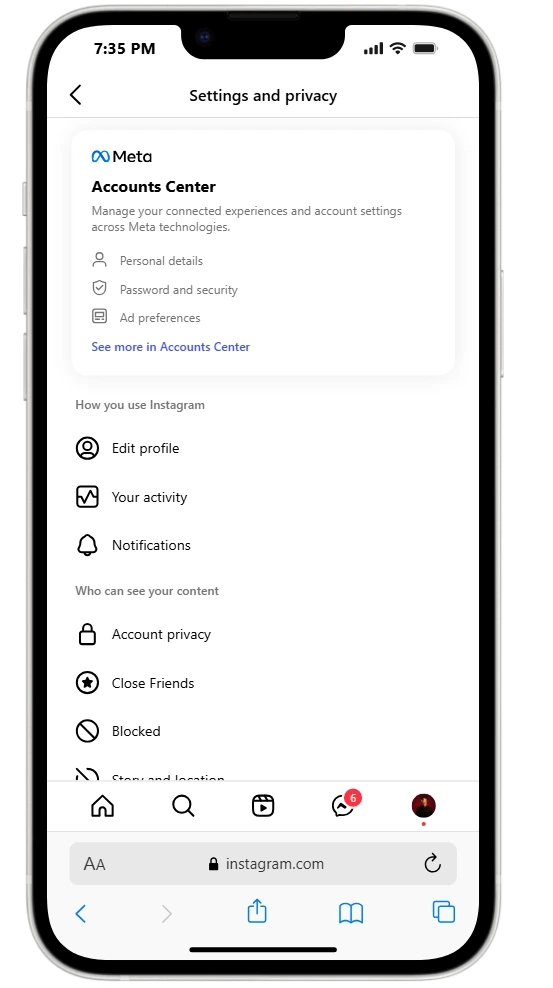 7:35 PM
Settings and privacy
Meta
Accounts Center
Manage your connected experiences and account settings
across Meta technologies.
Personal details
Password and security
Ad preferences
See more in Accounts Center
How you use Instagram
Edit profile
Your activity
Notifications
Who can see your content
Account privacy
Close Friends
Blocked
Story and location
6
AA instagram.com